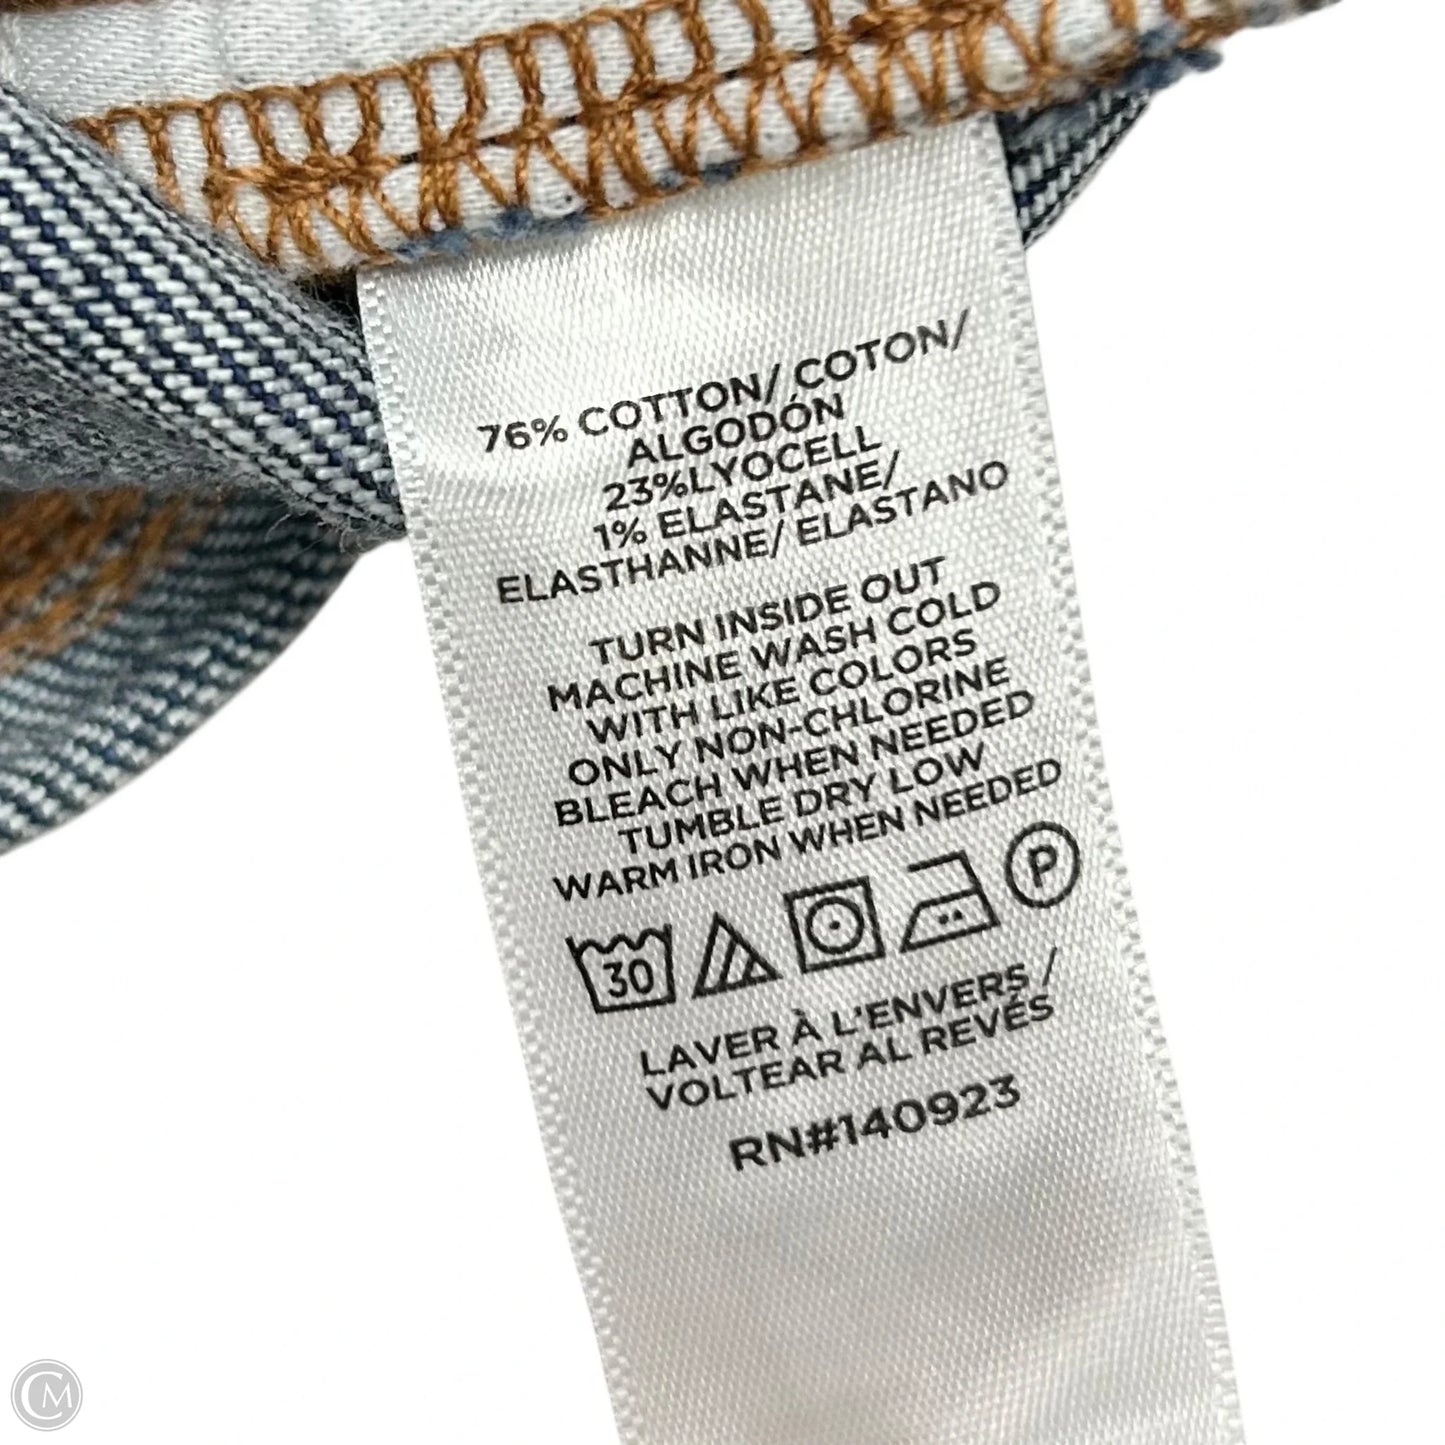 76% COTTON/ COTON/
ALGODÓN
23%LYOCELL
1% ELASTANE/
ELASTHANNE/ ELASTANO
TURN INSIDE OUT
MACHINE WASH COLD
WITH LIKE COLORS
ONLY NON-CHLORINE
BLEACH WHEN NEEDED
TUMBLE DRY LOW
WARM IRON WHEN NEEDED
30 P
LAVER À L'ENVERS /
VOLTEAR AL REVÉS
RN#140923
CM